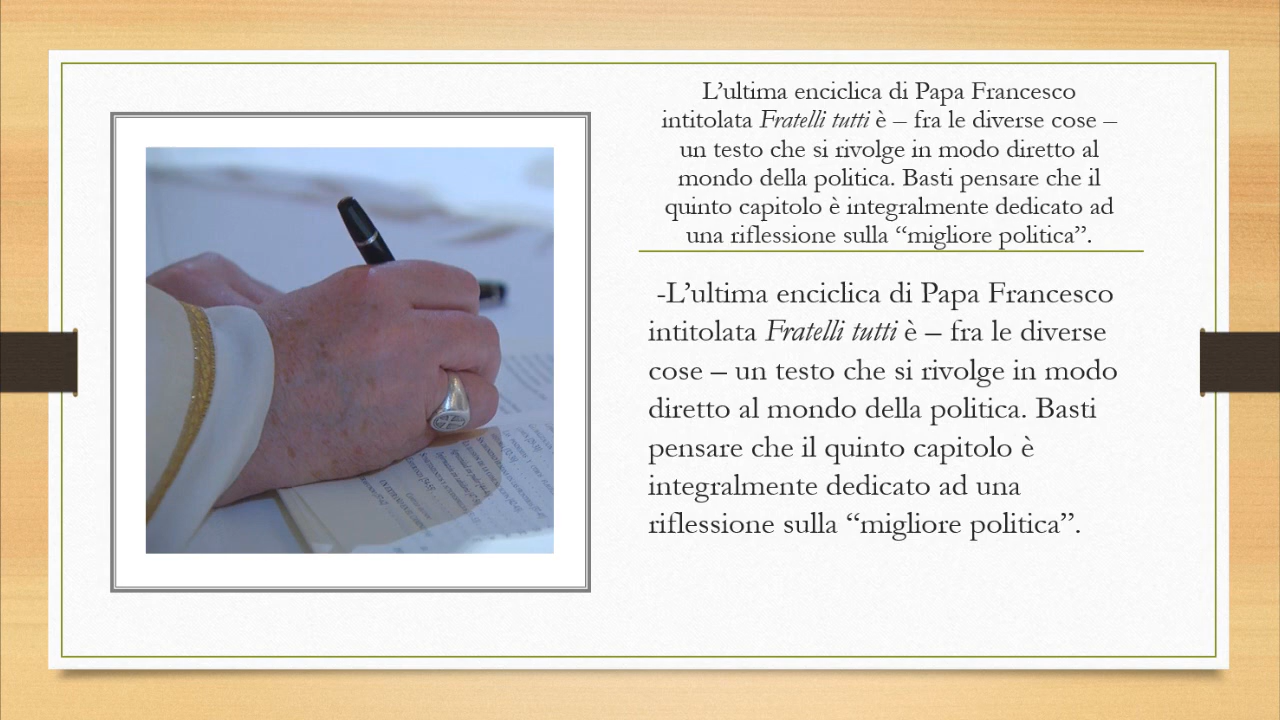 L’ultima enciclica di Papa Francesco
intitolata Fratelli tutti è – fra le diverse cose –
un testo che si rivolge in modo diretto al
mondo della politica. Basti pensare che il
quinto capitolo è integralmente dedicato ad
una riflessione sulla “migliore politica”.
-L’ultima enciclica di Papa Francesco
intitolata Fratelli tutti è – fra le diverse
cose – un testo che si rivolge in modo
diretto al mondo della politica. Basti
pensare che il quinto capitolo è
integralmente dedicato ad una
riflessione sulla “migliore politica”.